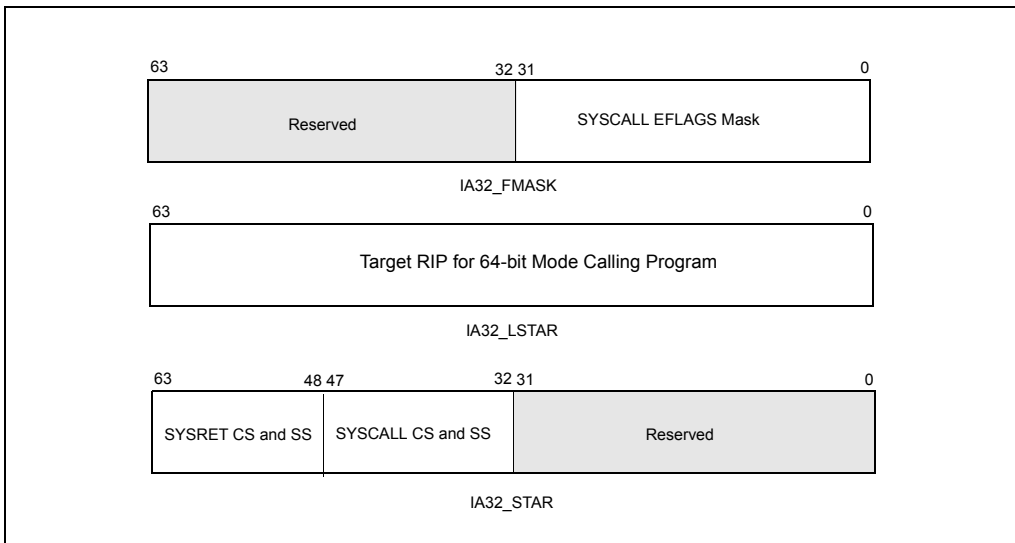 63 32 31 0
Reserved SYSCALL EFLAGS Mask
IA32_FMASK
63 0
Target RIP for 64-bit Mode Calling Program
IA32_LSTAR
63 48 47 32 31 0
SYSRET CS and SS SYSCALL CS and SS Reserved
IA32_STAR